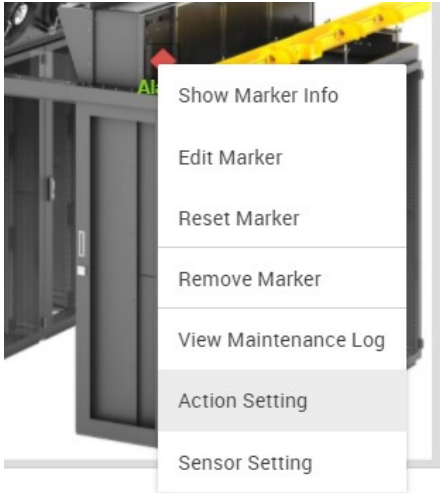 Show Marker Info
Edit Marker
Reset Marker
Remove Marker
View Maintenance Log
Action Setting
Sensor Setting